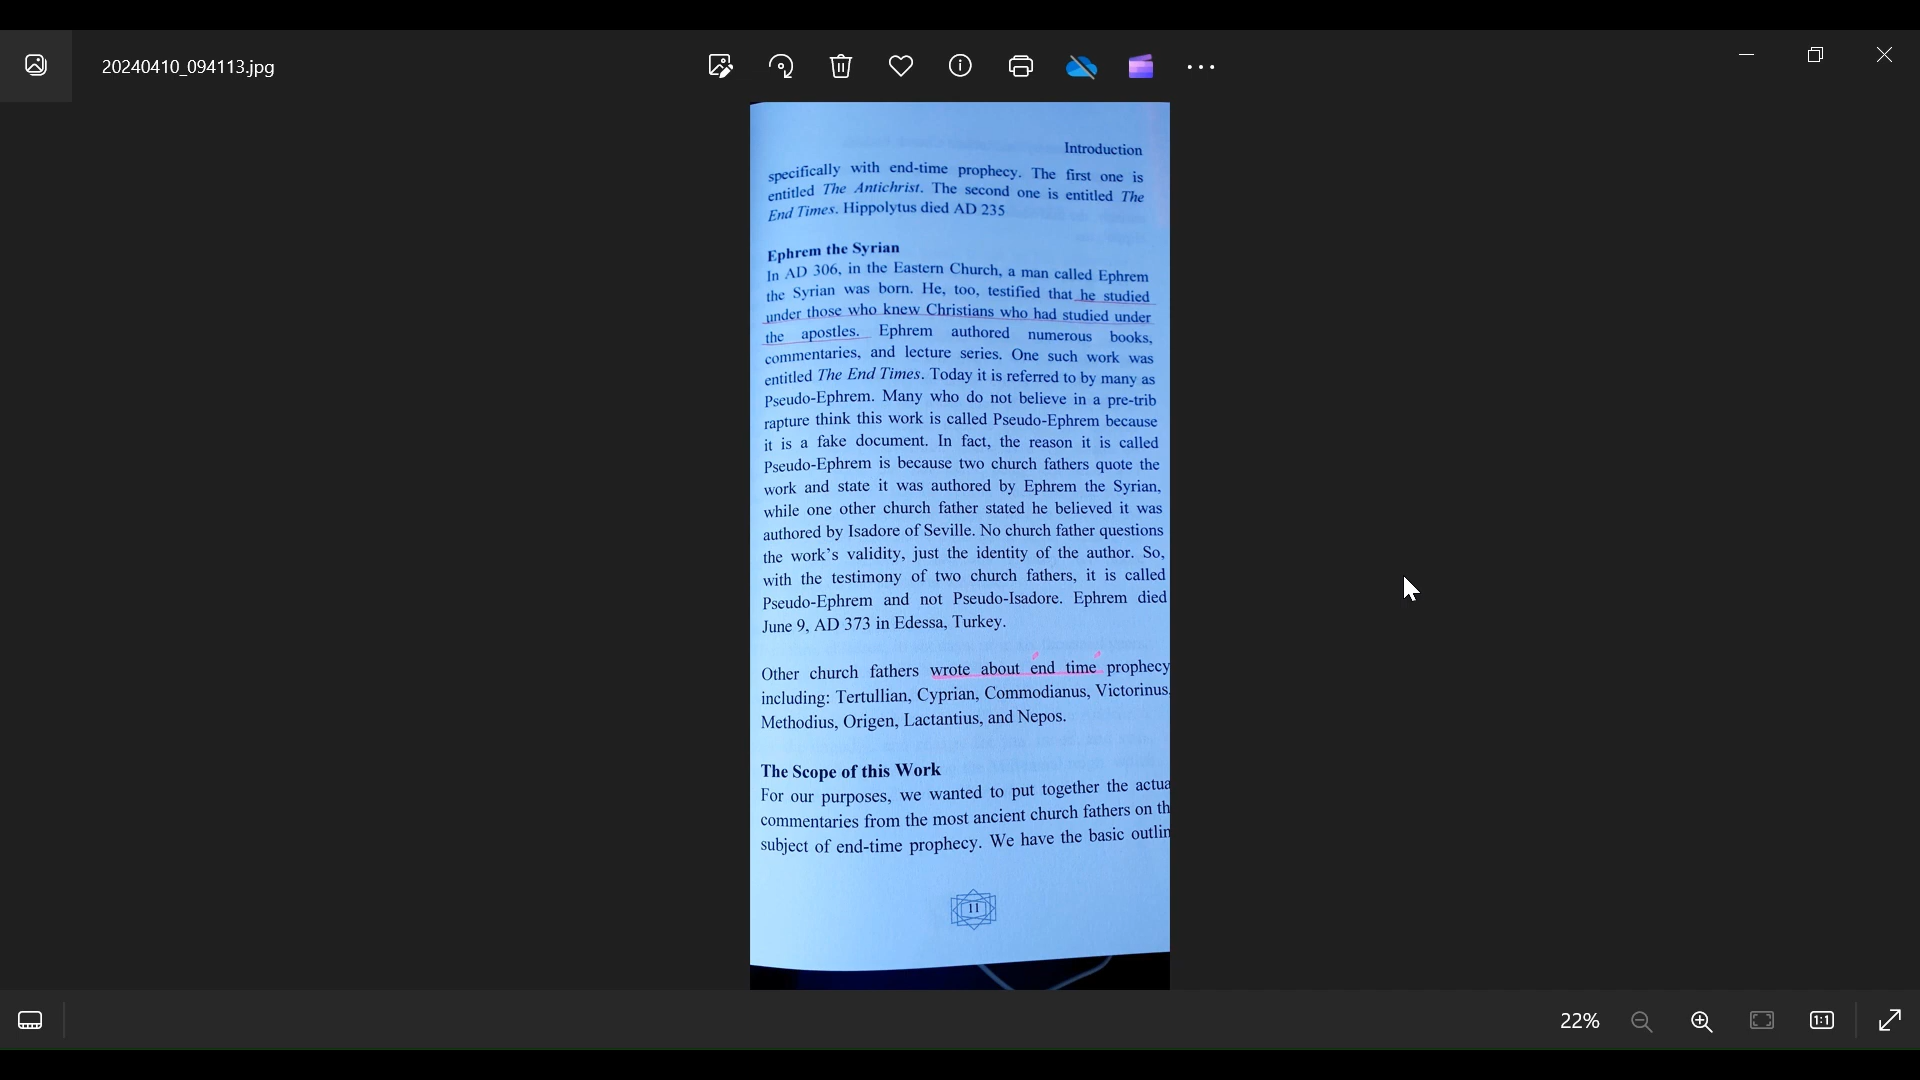 20240410_094113.jpg
Introduction
specifically with end-time prophecy. The first one is
entitled The Antichrist. The second one is entitled The
End Times. Hippolytus died AD 235
Ephrem the Syrian
In AD 306, in the Eastern Church, a man called Ephrem
the Syrian was born. He, too, testified that he studied
under those who knew Christians who had studied under
the apostles. Ephrem authored numerous books,
commentaries, and lecture series. One such work was
entitled The End Times. Today it is referred to by many as
Pseudo-Ephrem. Many who do not believe in a pre-trib
rapture think this work is called Pseudo-Ephrem because
it is a fake document. In fact, the reason it is called
Pseudo-Ephrem is because two church fathers quote the
work and state it was authored by Ephrem the Syrian,
while one other church father stated he believed it was
authored by Isadore of Seville. No church father questions
the work's validity, just the identity of the author. So,
with the testimony of two church fathers, it is called
Pseudo-Ephrem and not Pseudo-Isadore. Ephrem died
June 9, AD 373 in Edessa, Turkey.
Other church fathers wrote about end time prophecy
including: Tertullian, Cyprian, Commodianus, Victorinus.
Methodius, Origen, Lactantius, and Nepos.
The Scope of this Work
For our purposes, we wanted to put together the actua
commentaries from the most ancient church fathers on th
subject of end-time prophecy. We have the basic outlin
11
22%
1:1